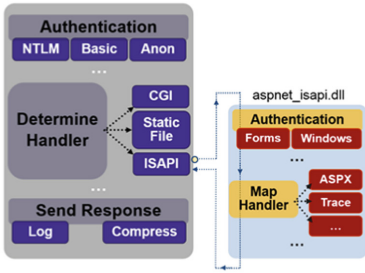 Authentication
NTLM Basic Anon
...
Determine Handler
CGI
Static File
ISAPI
...
Send Response
Log Compress
aspnet_isapi.dll
Authentication
Forms Windows
...
Map Handler
ASPX
Trace
...
...